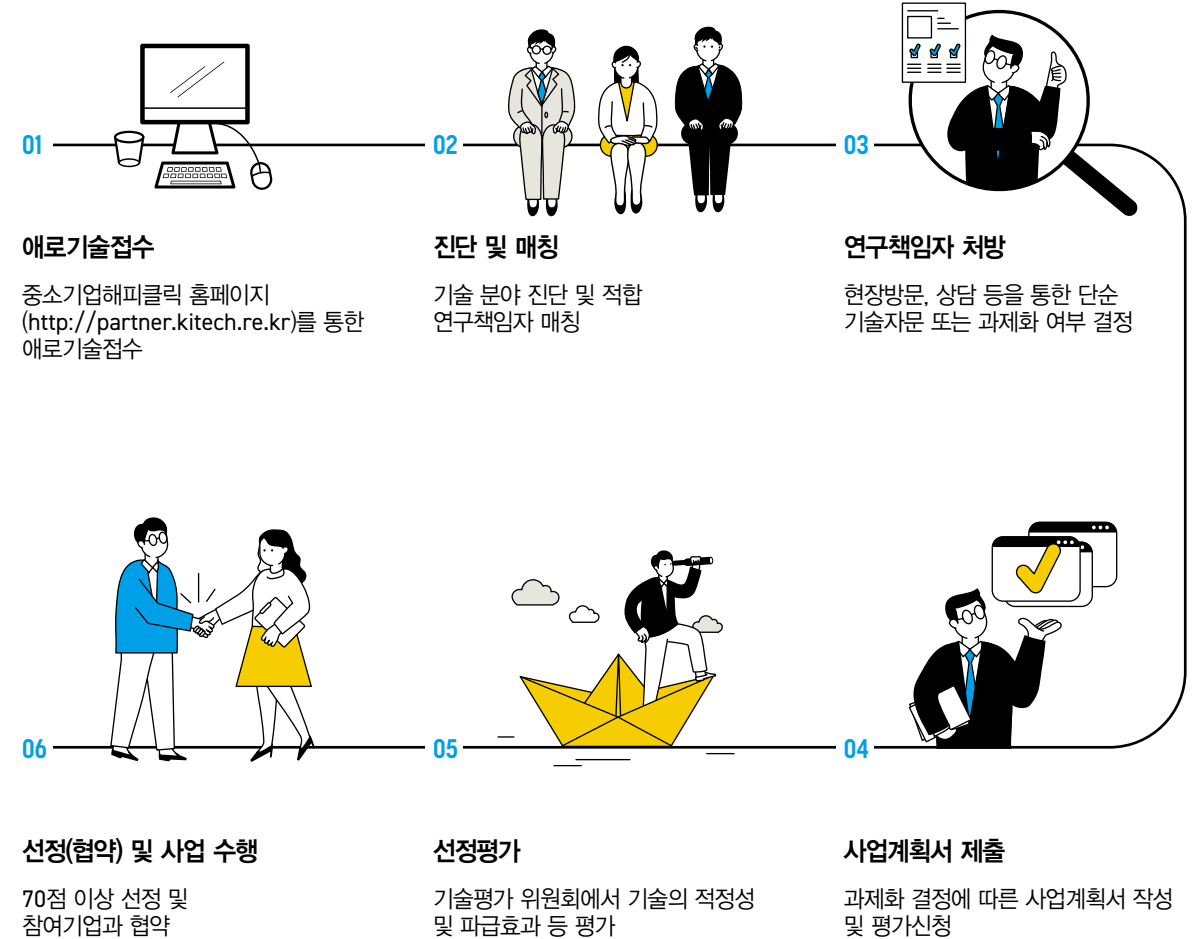 01
애로기술접수
중소기업해피클릭 홈페이지
(http://partner.kitech.re.kr)를 통한
애로기술접수
02
진단 및 매칭
기술 분야 진단 및 적합
연구책임자 매칭
03
연구책임자 처방
현장방문, 상담 등을 통한 단순
기술자문 또는 과제화 여부 결정
04
사업계획서 제출
과제화 결정에 따른 사업계획서 작성
및 평가신청
05
선정평가
기술평가 위원회에서 기술의 적정성
및 파급효과 등 평가
06
선정(협약) 및 사업 수행
70점 이상 선정 및
참여기업과 협약